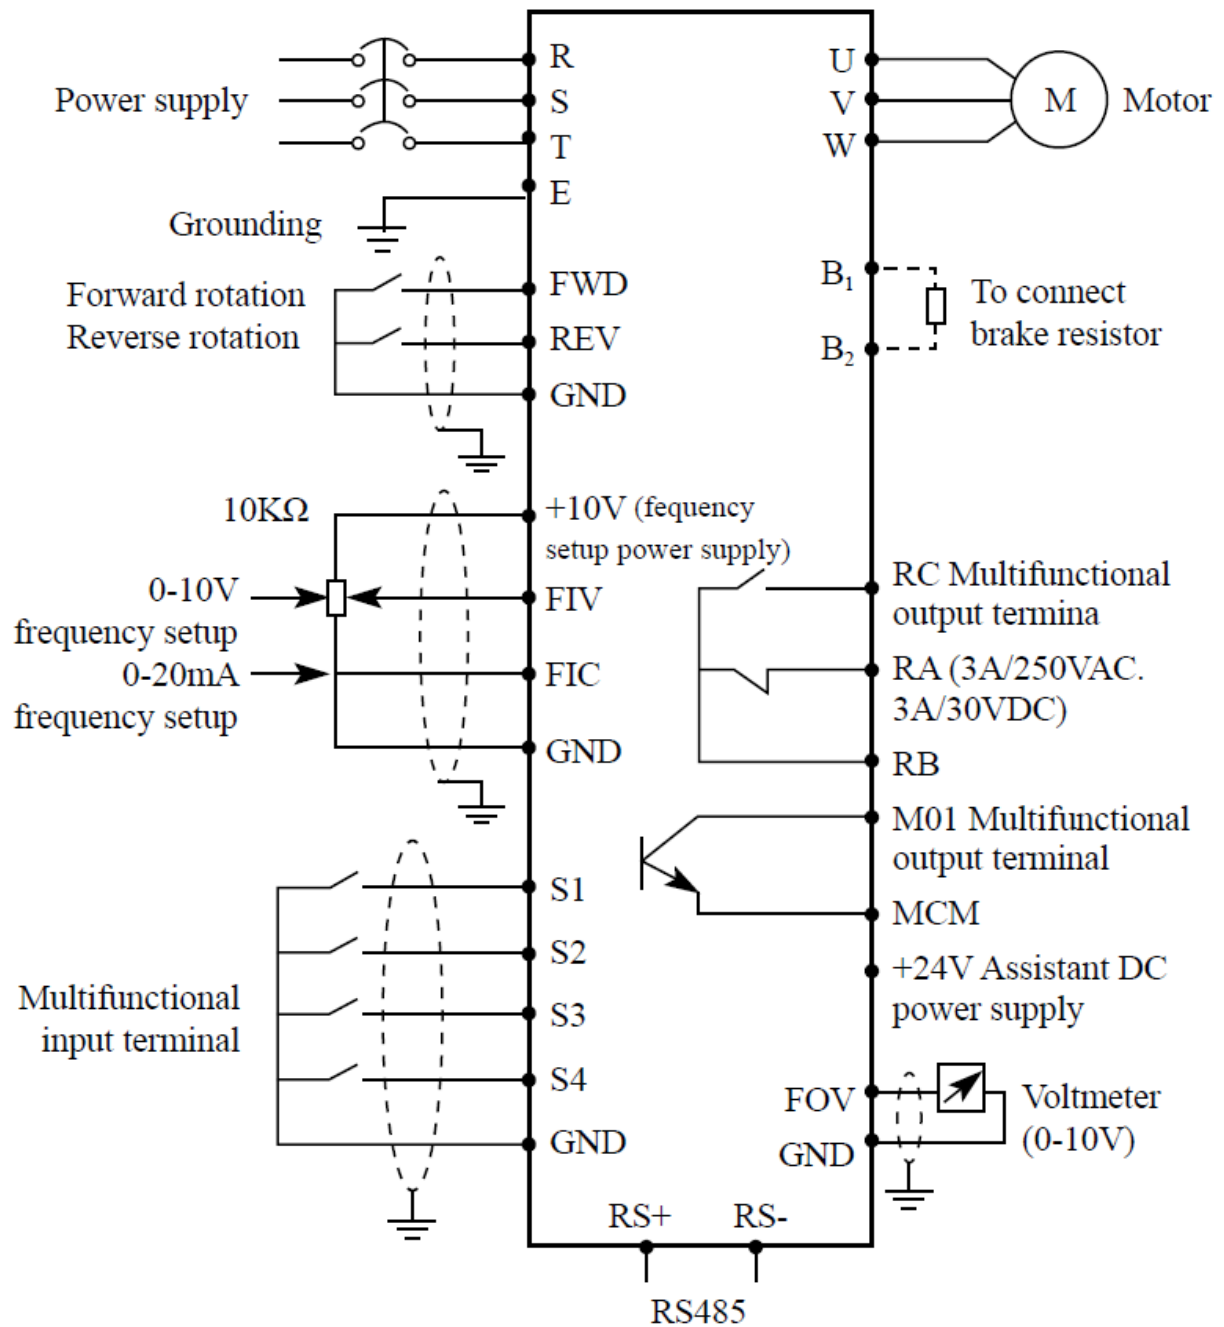 R
Power supply
S
T
E
Grounding
Forward rotation
FWD
Reverse rotation
REV
GND
10KΩ
+10V (fequency
setup power supply)
0-10V
frequency setup
FIV
0-20mA
frequency setup
FIC
GND
S1
S2
Multifunctional
input terminal
S3
S4
GND
U
V
W
M
Motor
B1
B2
To connect
brake resistor
RC Multifunctional
output termina
RA (3A/250VAC.
3A/30VDC)
RB
M01 Multifunctional
output terminal
MCM
+24V Assistant DC
power supply
FOV
GND
Voltmeter
(0-10V)
RS+
RS-
RS485